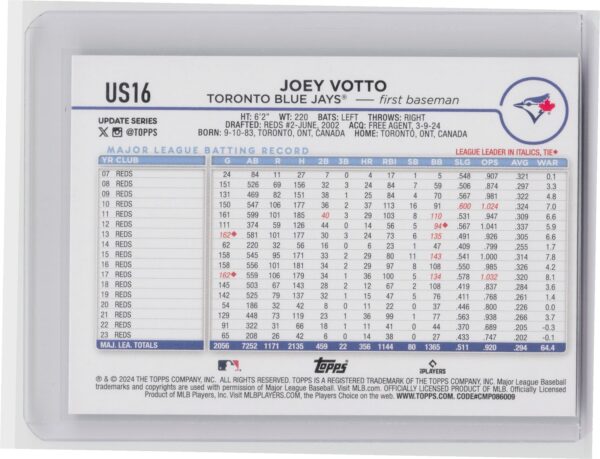 US16
JOEY VOTTO
TORONTO BLUE JAYS® — first baseman
UPDATE SERIES
X @TOPPS
HT: 6'2" WT: 220 BATS: LEFT THROWS: RIGHT
DRAFTED: REDS #2-JUNE, 2002 ACQ: FREE AGENT, 3-9-24
BORN: 9-10-83, TORONTO, ONT, CANADA HOME: TORONTO, ONT, CANADA
MAJOR LEAGUE BATTING RECORD LEAGUE LEADER IN ITALICS, TIE♦
YR CLUB G AB R H 2B 3B HR RBI SB BB SLG OPS AVG WAR
07 REDS 24 84 11 27 7 0 4 17 1 5 .548 .907 .321 0.1
08 REDS 151 526 69 156 32 3 24 84 7 59 .506 .874 .297 3.3
09 REDS 131 469 82 151 38 1 25 84 4 70 .567 .981 .322 4.8
10 REDS 150 547 106 177 36 2 37 113 16 91 .600 1.024 .324 7.0
11 REDS 161 599 101 185 40 3 29 103 8 110 .531 .947 .309 6.6
12 REDS 111 374 59 126 44 0 14 56 5 94♦ .567 1.041 .337 5.9
13 REDS 162♦ 581 101 177 30 3 24 73 6 135 .491 .926 .305 6.6
14 REDS 62 220 32 56 16 0 6 23 1 47 .409 .799 .255 1.7
15 REDS 158 545 95 171 33 2 29 80 11 143 .541 1.000 .314 7.8
16 REDS 158 556 101 181 34 2 29 97 8 108 .550 .985 .326 4.2
17 REDS 162♦ 559 106 179 34 1 36 100 5 134 .578 1.032 .320 8.1
18 REDS 145 503 67 143 28 2 12 67 2 108 .419 .837 .284 3.6
19 REDS 142 525 79 137 32 1 15 47 5 76 .411 .768 .261 1.4
20 REDS 54 186 32 42 8 0 11 22 0 37 .446 .800 .226 0.0
21 REDS 129 448 73 119 23 1 36 99 1 77 .563 .938 .266 3.7
22 REDS 91 322 31 66 18 1 11 41 0 44 .370 .689 .205 -0.3
23 REDS 65 208 26 42 6 0 14 38 0 27 .433 .747 .202 -0.1
MAJ. LEA. TOTALS 2056 7252 1171 2135 459 22 356 1144 80 1365 .511 .920 .294 64.4
Topps
PLAYERS
® & © 2024 THE TOPPS COMPANY, INC. ALL RIGHTS RESERVED. TOPPS IS A REGISTERED TRADEMARK OF THE TOPPS COMPANY, INC. Major League Baseball
trademarks and copyrights are used with permission of Major League Baseball. Visit MLB.com. OFFICIALLY LICENSED PRODUCT OF MLB. Officially Licensed
Product of MLB Players, Inc. Visit MLBPLAYERS.com, the Players Choice on the web. WWW.TOPPS.COM. CODE#CMP086009